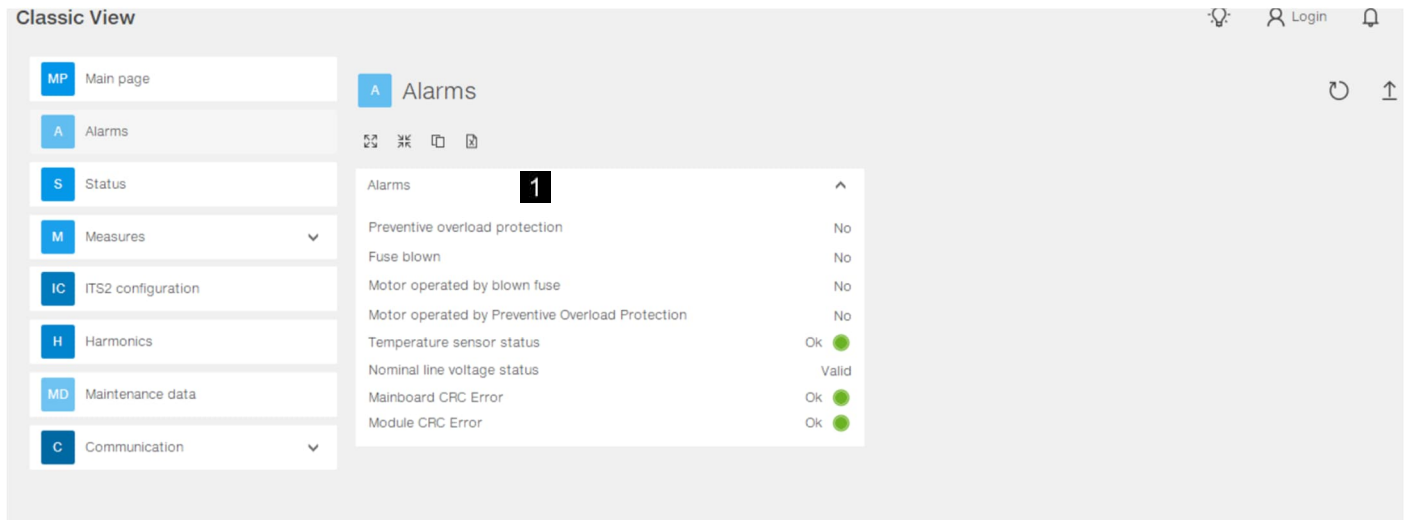 Classic View
Login
MP Main page
A Alarms
S Status
M Measures
IC ITS2 configuration
H Harmonics
MD Maintenance data
C Communication
A Alarms
Alarms 1
Preventive overload protection No
Fuse blown No
Motor operated by blown fuse No
Motor operated by Preventive Overload Protection No
Temperature sensor status Ok
Nominal line voltage status Valid
Mainboard CRC Error Ok
Module CRC Error Ok